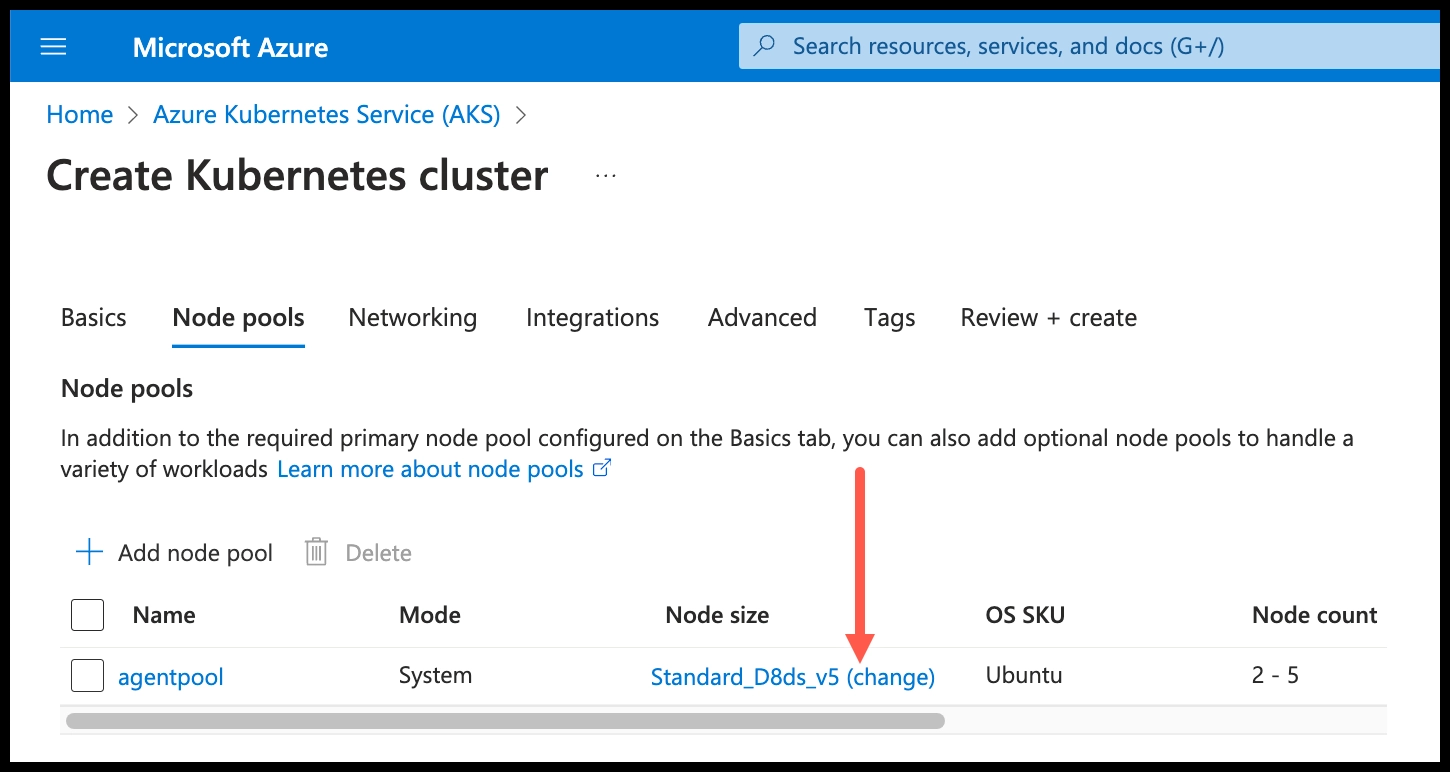 Microsoft Azure
Search resources, services, and docs (G+/)
Home > Azure Kubernetes Service (AKS) >
Create Kubernetes cluster ...
Basics Node pools Networking Integrations Advanced Tags Review + create
Node pools
In addition to the required primary node pool configured on the Basics tab, you can also add optional node pools to handle a
variety of workloads Learn more about node pools
Add node pool Delete
Name Mode Node size OS SKU Node count
agentpool System Standard_D8ds_v5 (change) Ubuntu 2 - 5